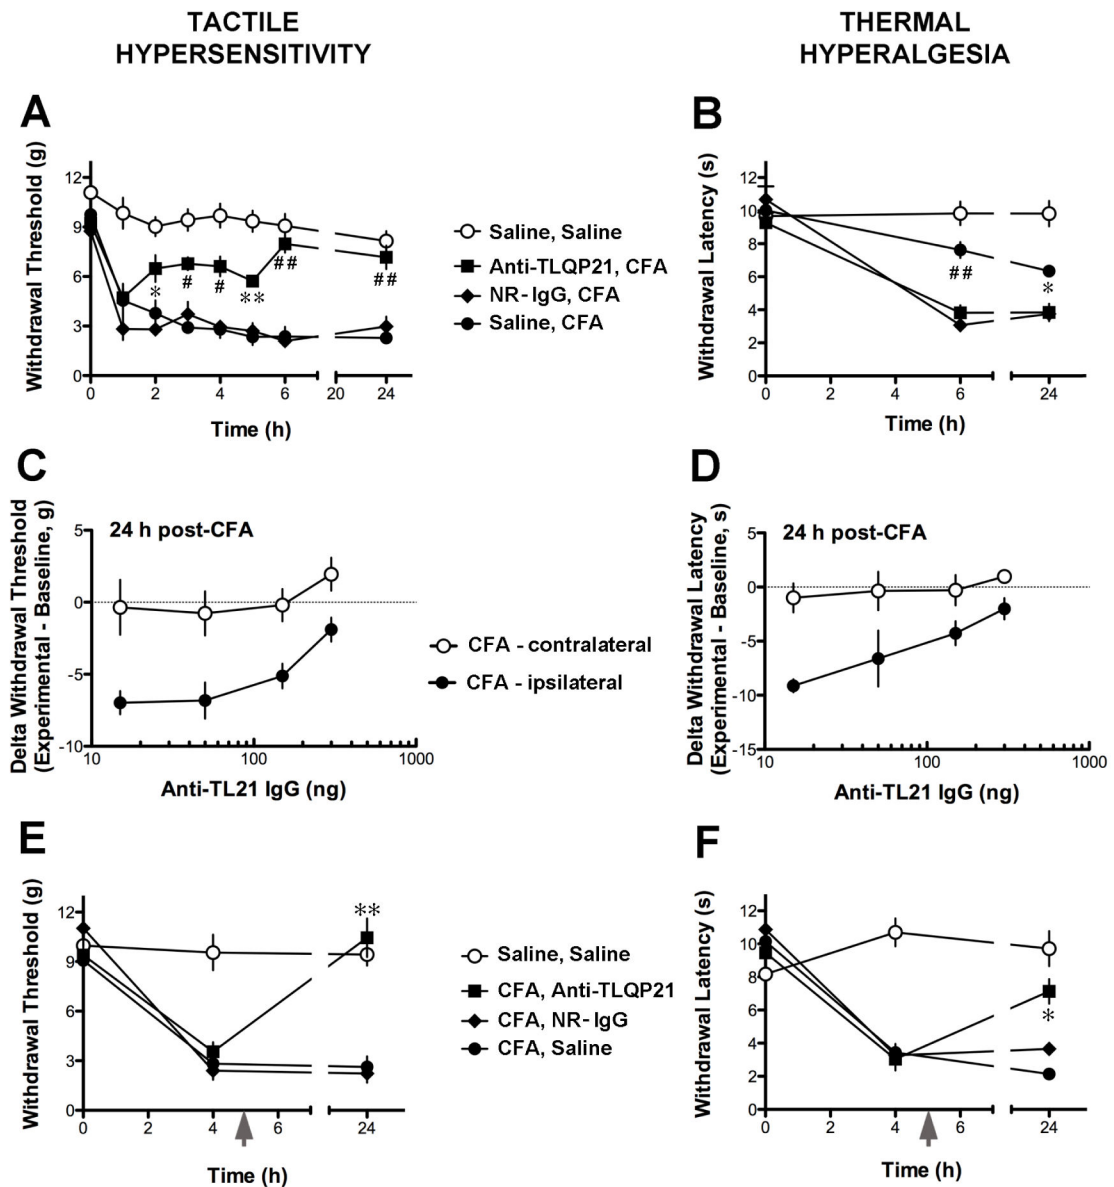 TACTILE
HYPERSENSITIVITY
THERMAL
HYPERALGESIA
A
Withdrawal Threshold (g)
12
9
6
3
0
0 2 4 6 20 24
Time (h)
*
#
#
**
##
##
Saline, Saline
Anti-TLQP21, CFA
NR-IgG, CFA
Saline, CFA
B
Withdrawal Latency (s)
12
10
8
6
4
2
0
0 2 4 6 24
Time (h)
##
*
C
Delta Withdrawal Threshold
(Experimental - Baseline, g)
24 h post-CFA
5
0
-5
-10
10 100 1000
Anti-TL21 IgG (ng)
CFA - contralateral
CFA - ipsilateral
D
Delta Withdrawal Latency
(Experimental - Baseline, s)
24 h post-CFA
5
0
-5
-10
-15
10 100 1000
Anti-TL21 IgG (ng)
E
Withdrawal Threshold (g)
12
9
6
3
0
0 2 4 6 24
Time (h)
**
Saline, Saline
CFA, Anti-TLQP21
CFA, NR-IgG
CFA, Saline
F
Withdrawal Latency (s)
12
10
8
6
4
2
0
0 2 4 6 24
Time (h)
*